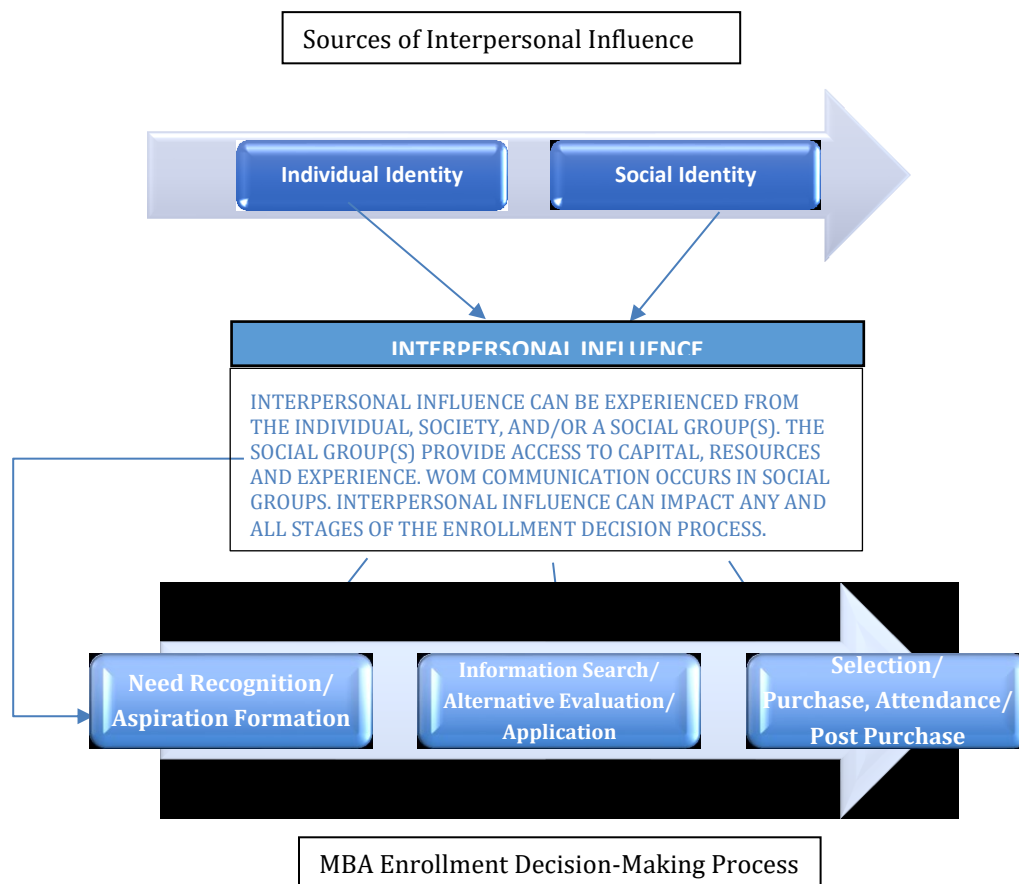 Sources of Interpersonal Influence
Individual Identity
Social Identity
INTERPERSONAL INFLUENCE
INTERPERSONAL INFLUENCE CAN BE EXPERIENCED FROM
THE INDIVIDUAL, SOCIETY, AND/OR A SOCIAL GROUP(S). THE
SOCIAL GROUP(S) PROVIDE ACCESS TO CAPITAL, RESOURCES
AND EXPERIENCE. WOM COMMUNICATION OCCURS IN SOCIAL
GROUPS. INTERPERSONAL INFLUENCE CAN IMPACT ANY AND
ALL STAGES OF THE ENROLLMENT DECISION PROCESS.
Need Recognition/
Aspiration Formation
Information Search/
Alternative Evaluation/
Application
Selection/
Purchase, Attendance/
Post Purchase
MBA Enrollment Decision-Making Process